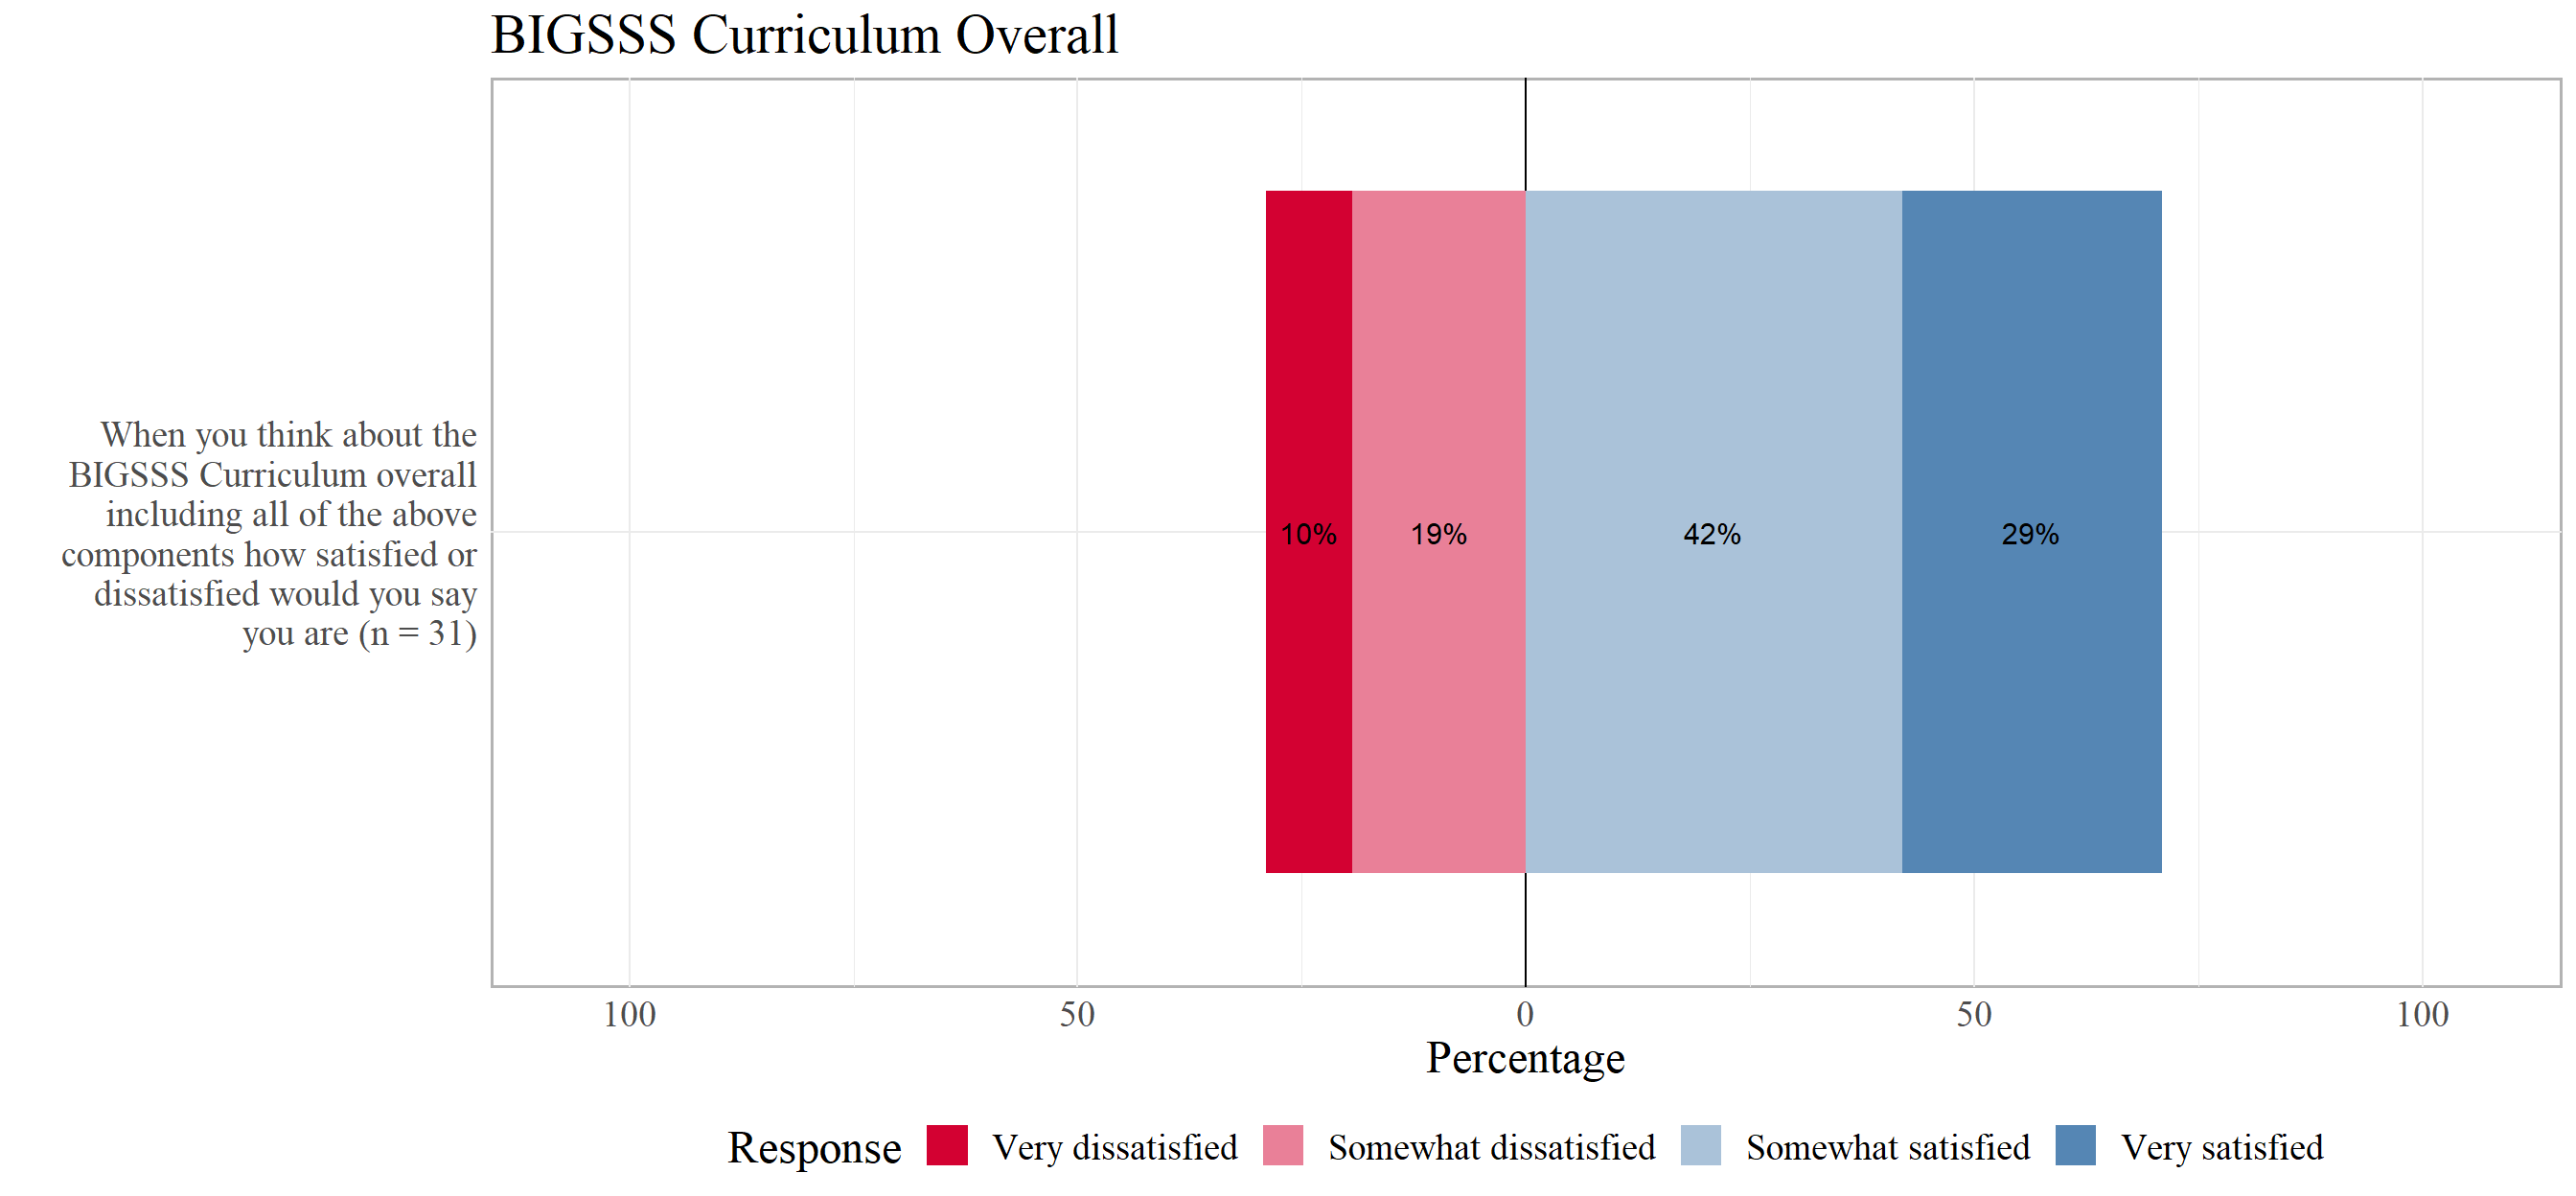 BIGSSS Curriculum Overall
When you think about the
BIGSSS Curriculum overall
including all of the above
components how satisfied or
dissatisfied would you say
you are (n = 31)
10% 19% 42% 29%
100 50 0 50 100
Percentage
Response Very dissatisfied Somewhat dissatisfied Somewhat satisfied Very satisfied